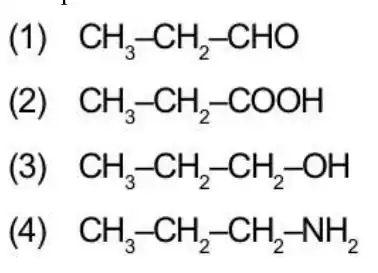 (1) CH₃–CH₂–CHO
(2) CH₃–CH₂–COOH
(3) CH₃–CH₂–CH₂–OH
(4) CH₃–CH₂–CH₂–NH₂